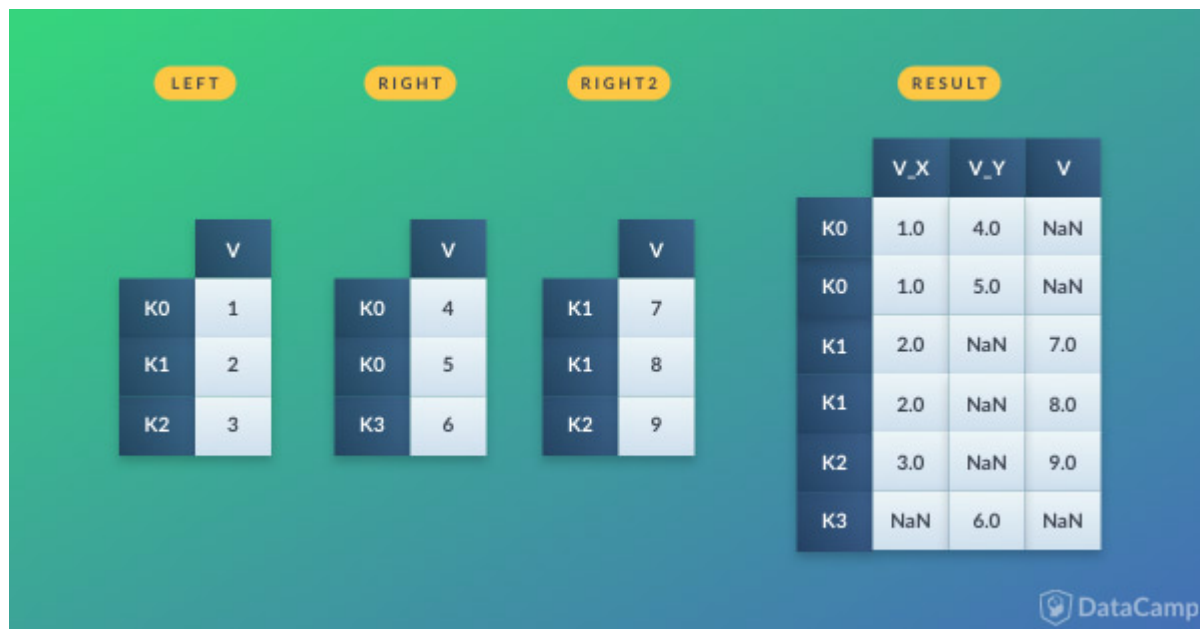 LEFT RIGHT RIGHT2 RESULT
V_X V_Y V
K0 1.0 4.0 NaN
V V V
K0 1 K0 4 K1 7
K0 1.0 5.0 NaN
K1 2 K0 5 K1 8
K1 2.0 NaN 7.0
K1 2.0 NaN 8.0
K2 3 K3 6 K2 9
K2 3.0 NaN 9.0
K3 NaN 6.0 NaN
DataCamp